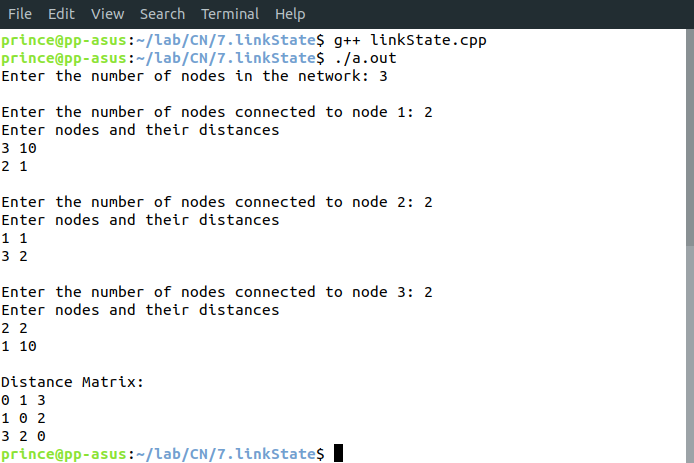 File Edit View Search Terminal Help
prince@pp-asus:~/lab/CN/7.linkState$ g++ linkState.cpp
prince@pp-asus:~/lab/CN/7.linkState$ ./a.out
Enter the number of nodes in the network: 3
Enter the number of nodes connected to node 1: 2
Enter nodes and their distances
3 10
2 1
Enter the number of nodes connected to node 2: 2
Enter nodes and their distances
1 1
3 2
Enter the number of nodes connected to node 3: 2
Enter nodes and their distances
2 2
1 10
Distance Matrix:
0 1 3
1 0 2
3 2 0
prince@pp-asus:~/lab/CN/7.linkState$